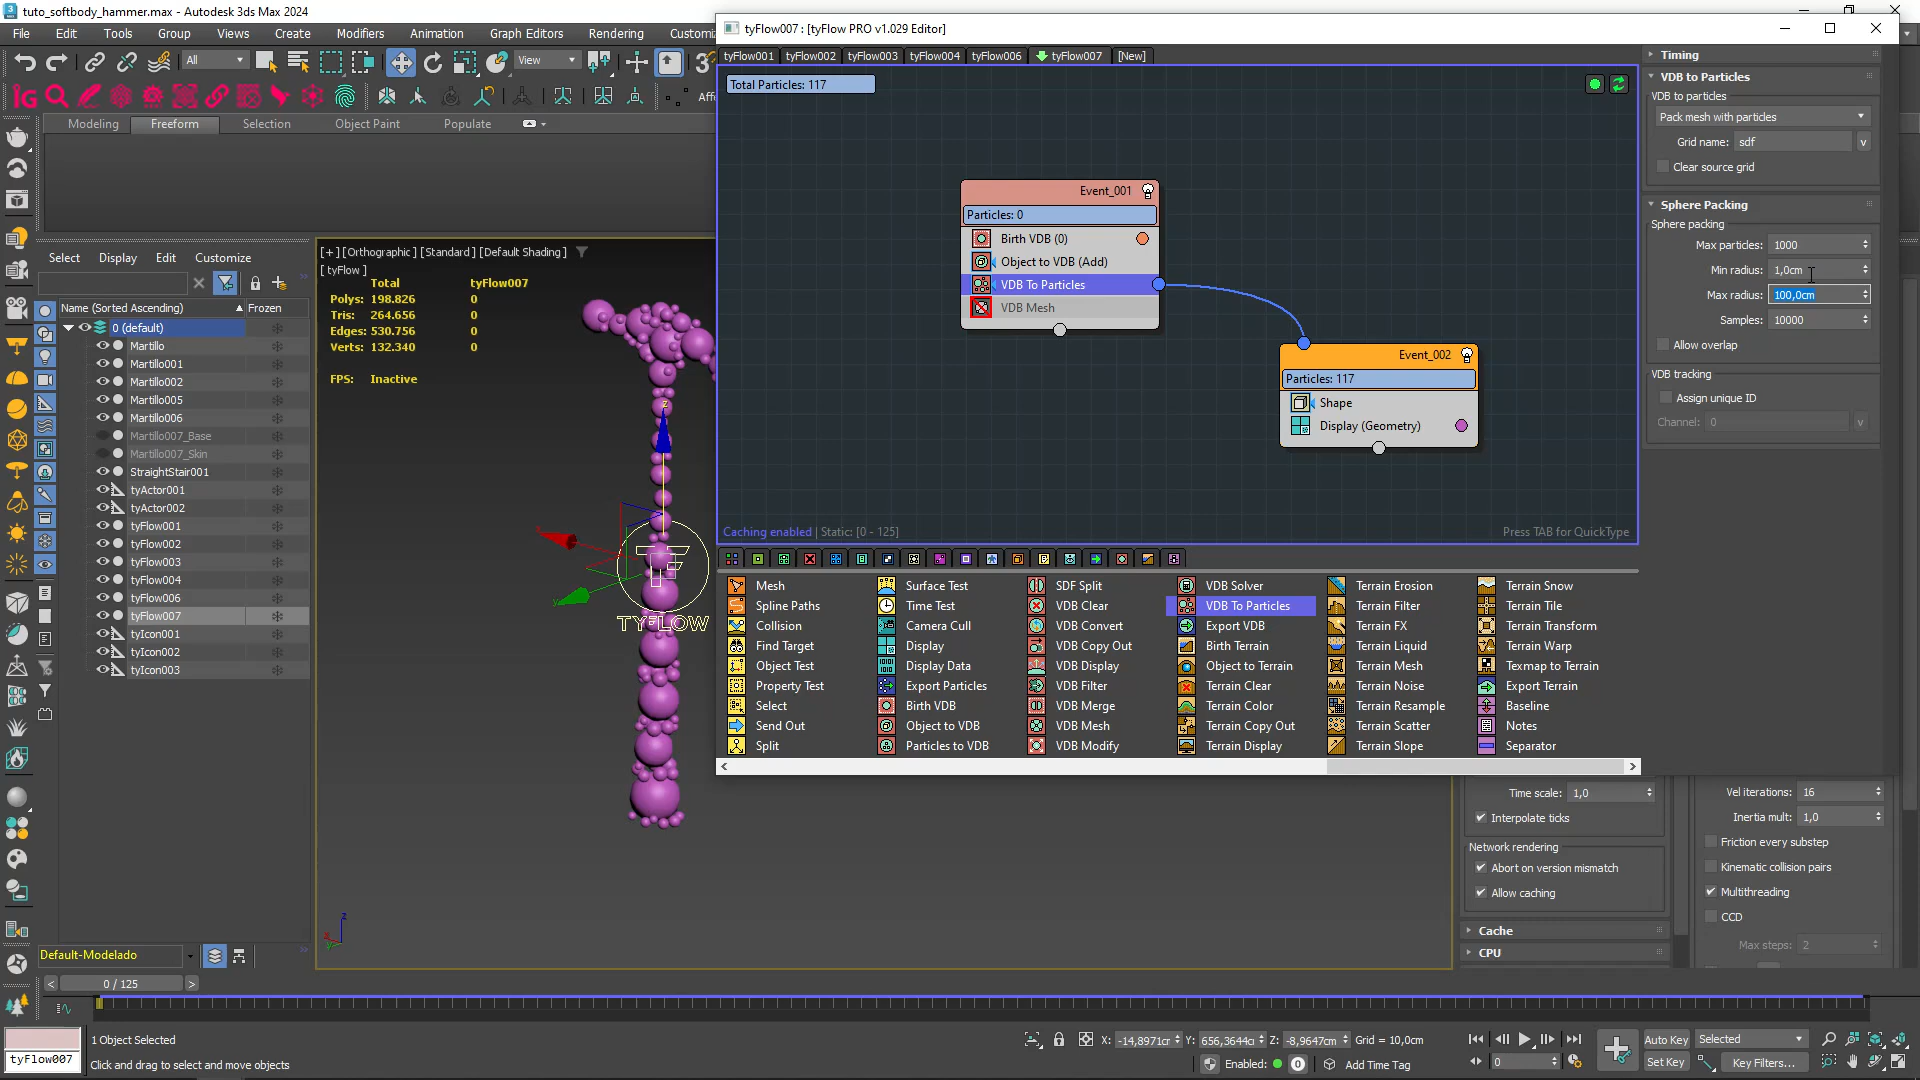 tuto_softbody_hammer.max - Autodesk 3ds Max 2024
File Edit Tools Group Views Create Modifiers Animation Graph Editors Rendering Customi
All View
Modeling Freeform Selection Object Paint Populate
Select Display Edit Customize
Name (Sorted Ascending) Frozen
0 (default)
Martillo
Martillo001
Martillo002
Martillo005
Martillo006
Martillo007_Base
Martillo007_Skin
StraightStair001
tyActor001
tyActor002
tyFlow001
tyFlow002
tyFlow003
tyFlow004
tyFlow006
tyFlow007
tyIcon001
tyIcon002
tyIcon003
[+] [Orthographic] [Standard] [Default Shading]
[ tyFlow ]
Total tyFlow007
Polys: 198.826 0
Tris: 264.656 0
Edges: 530.756 0
Verts: 132.340 0
FPS: Inactive
TYFLOW
tyFlow007 : [tyFlow PRO v1.029 Editor]
tyFlow001 tyFlow002 tyFlow003 tyFlow004 tyFlow006 tyFlow007 [New]
Total Particles: 117
Event_001
Particles: 0
Birth VDB (0)
Object to VDB (Add)
VDB To Particles
VDB Mesh
Event_002
Particles: 117
Shape
Display (Geometry)
Caching enabled | Static: [0 - 125]
Press TAB for QuickType
Mesh Surface Test SDF Split VDB Solver Terrain Erosion Terrain Snow
Spline Paths Time Test VDB Clear VDB To Particles Terrain Filter Terrain Tile
Collision Camera Cull VDB Convert Export VDB Terrain FX Terrain Transform
Find Target Display VDB Copy Out Birth Terrain Terrain Liquid Terrain Warp
Object Test Display Data VDB Display Object to Terrain Terrain Mesh Texmap to Terrain
Property Test Export Particles VDB Filter Terrain Clear Terrain Noise Export Terrain
Select Birth VDB VDB Merge Terrain Color Terrain Resample Baseline
Send Out Object to VDB VDB Mesh Terrain Copy Out Terrain Scatter Notes
Split Particles to VDB VDB Modify Terrain Display Terrain Slope Separator
Timing
VDB to Particles
VDB to particles
Pack mesh with particles
Grid name: sdf v
Clear source grid
Sphere Packing
Sphere packing
Max particles: 1000
Min radius: 1,0cm
Max radius: 100,0cm
Samples: 10000
Allow overlap
VDB tracking
Assign unique ID
Channel: 0 v
Time scale: 1,0
Interpolate ticks
Network rendering
Abort on version mismatch
Allow caching
Cache
CPU
Vel iterations: 16
Inertia mult: 1,0
Friction every substep
Kinematic collision pairs
Multithreading
CCD
Max steps: 2
Default-Modelado
0 / 125
1 Object Selected
tyFlow007
Click and drag to select and move objects
X: -14,8971cr Y: 656,3644c Z: -8,9647cm Grid = 10,0cm
Enabled: 0 Add Time Tag
Auto Key Selected
0 Set Key Key Filters...